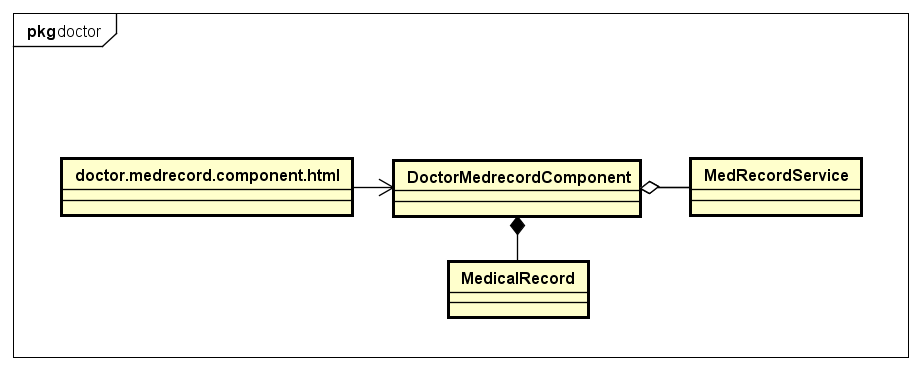 pkg doctor
doctor.medrecord.component.html
DoctorMedrecordComponent
MedRecordService
MedicalRecord